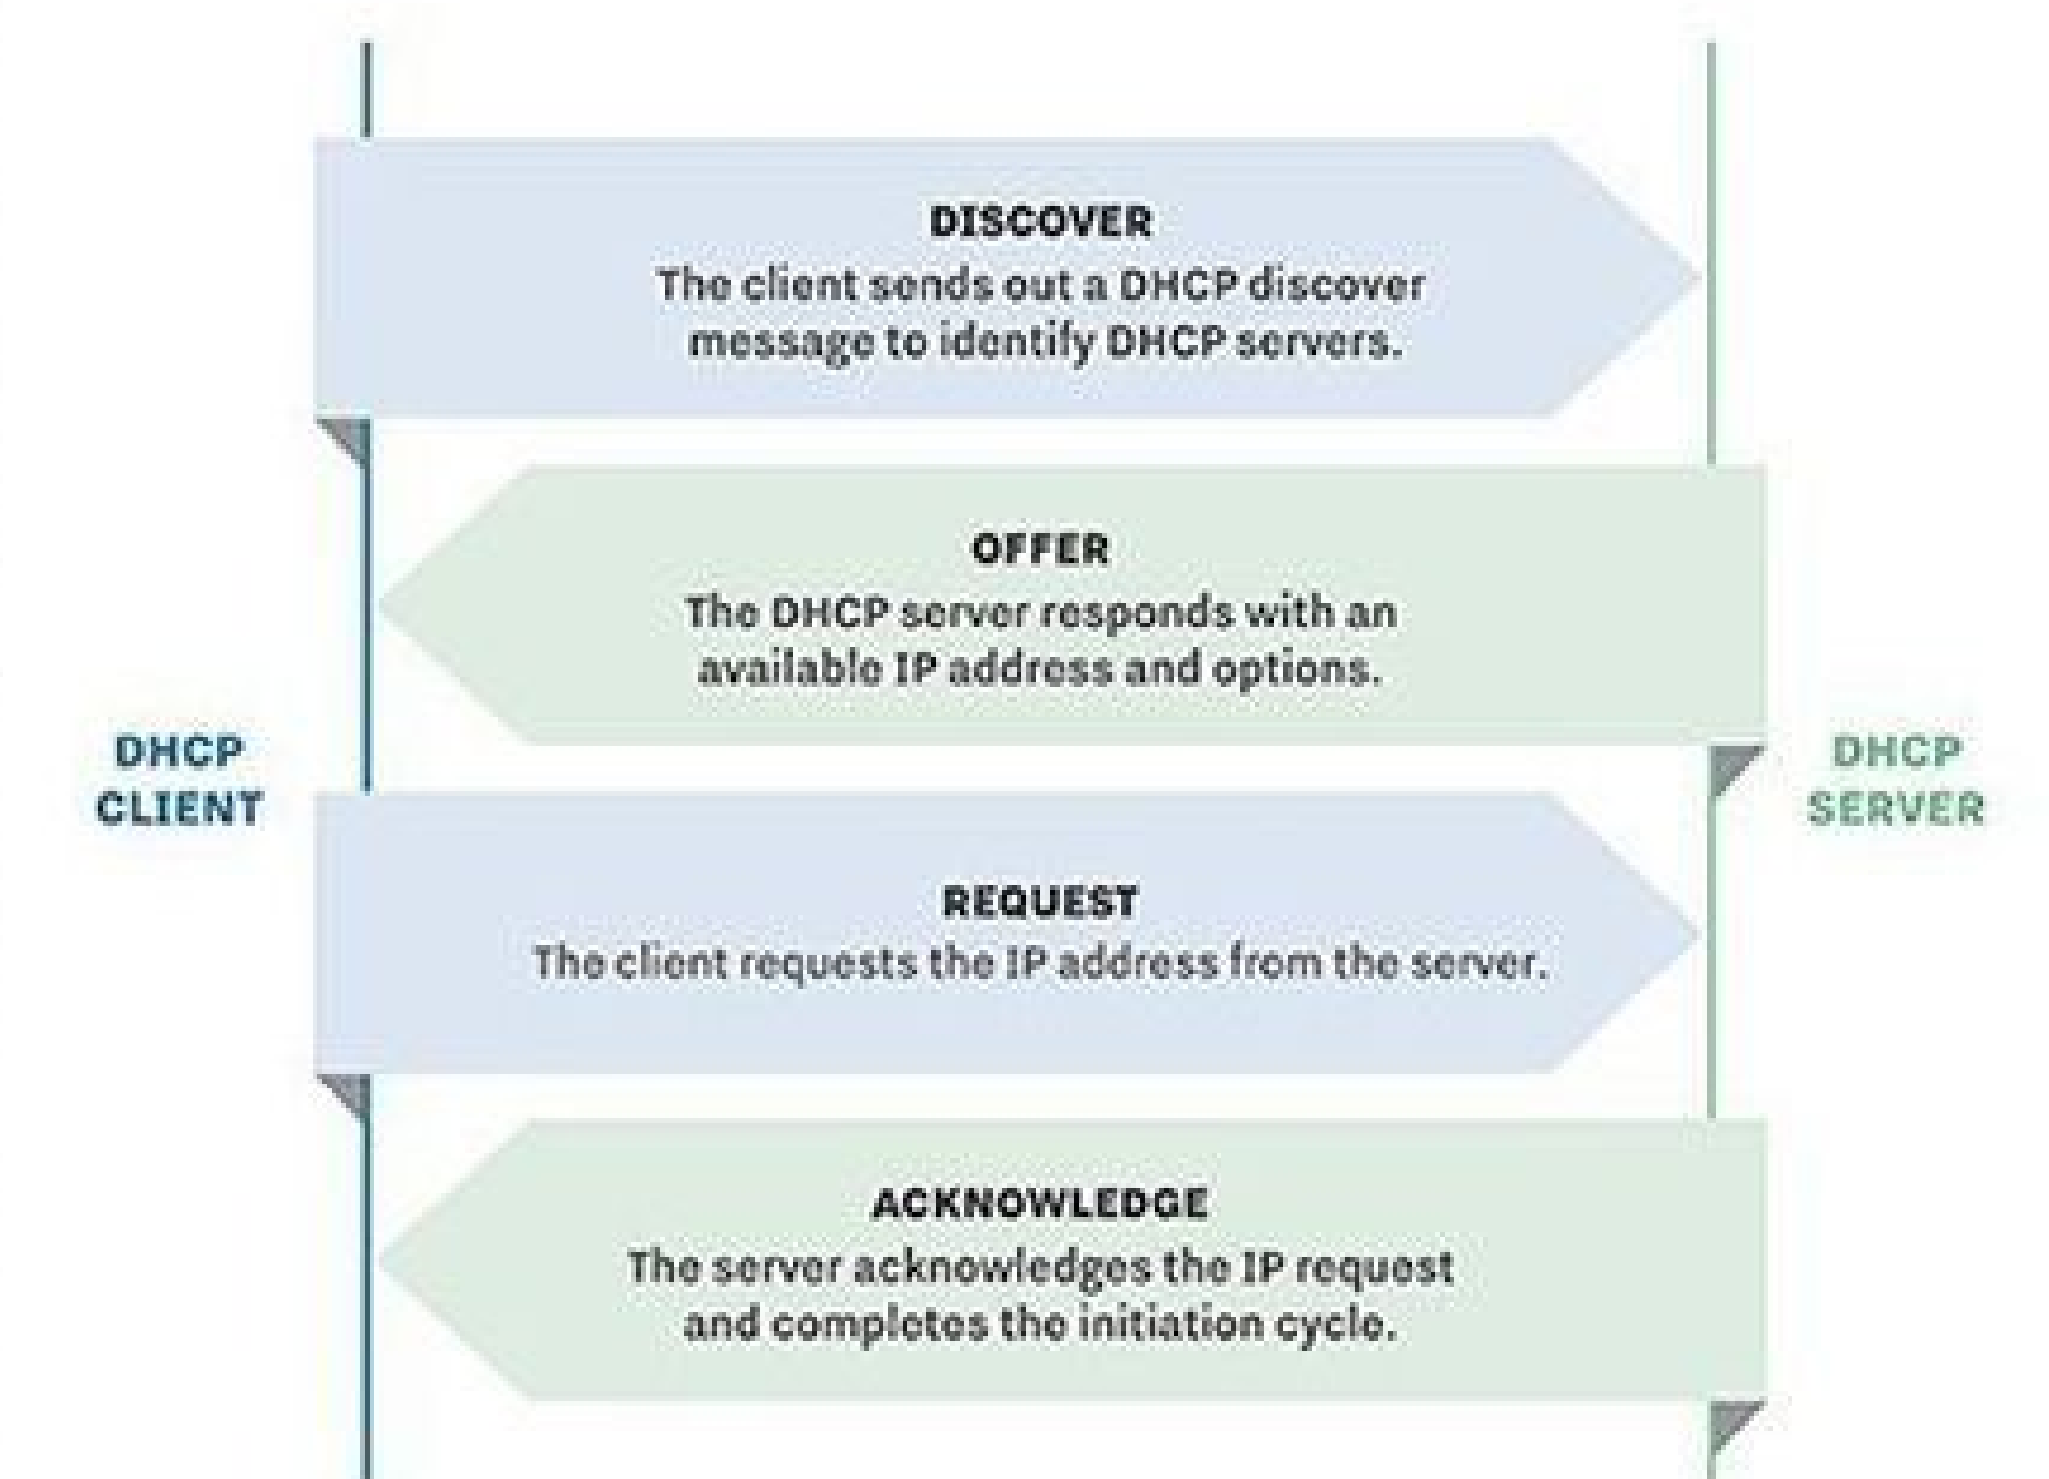 DISCOVER
The client sends out a DHCP discover
message to identify DHCP servers.
OFFER
The DHCP server responds with an
available IP address and options.
DHCP
CLIENT
DHCP
SERVER
REQUEST
The client requests the IP address from the server.
ACKNOWLEDGE
The server acknowledges the IP request
and completes the initiation cycle.